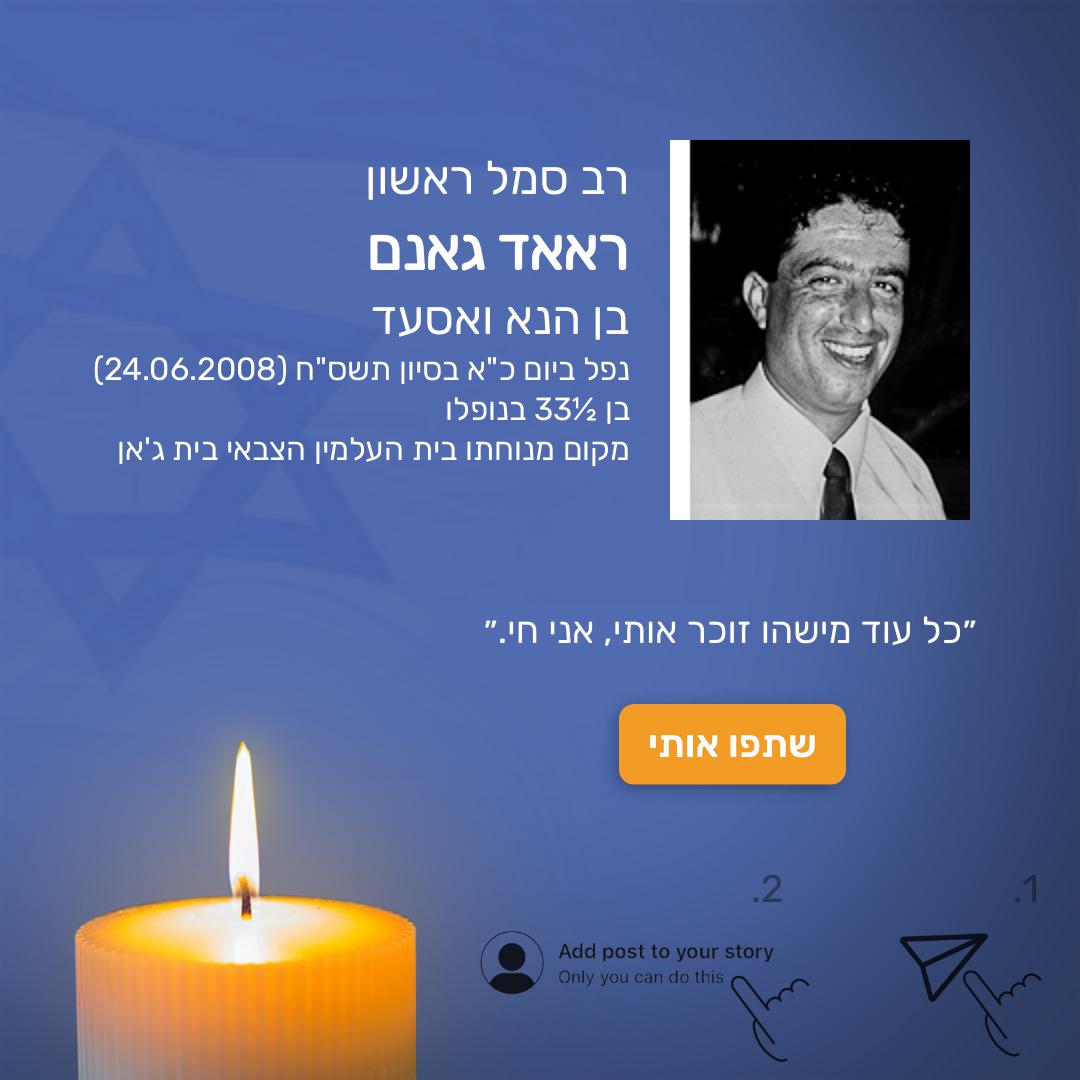 רב סמל ראשון
ראאד גאנם
בן הנא ואסעד
נפל ביום כ"א בסיון תשס"ח (24.06.2008)
בן 33½ בנופלו
מקום מנוחתו בית העלמין הצבאי בית ג'אן
״כל עוד מישהו זוכר אותי, אני חי.״
שתפו אותי
1.
2.
Add post to your story
Only you can do this